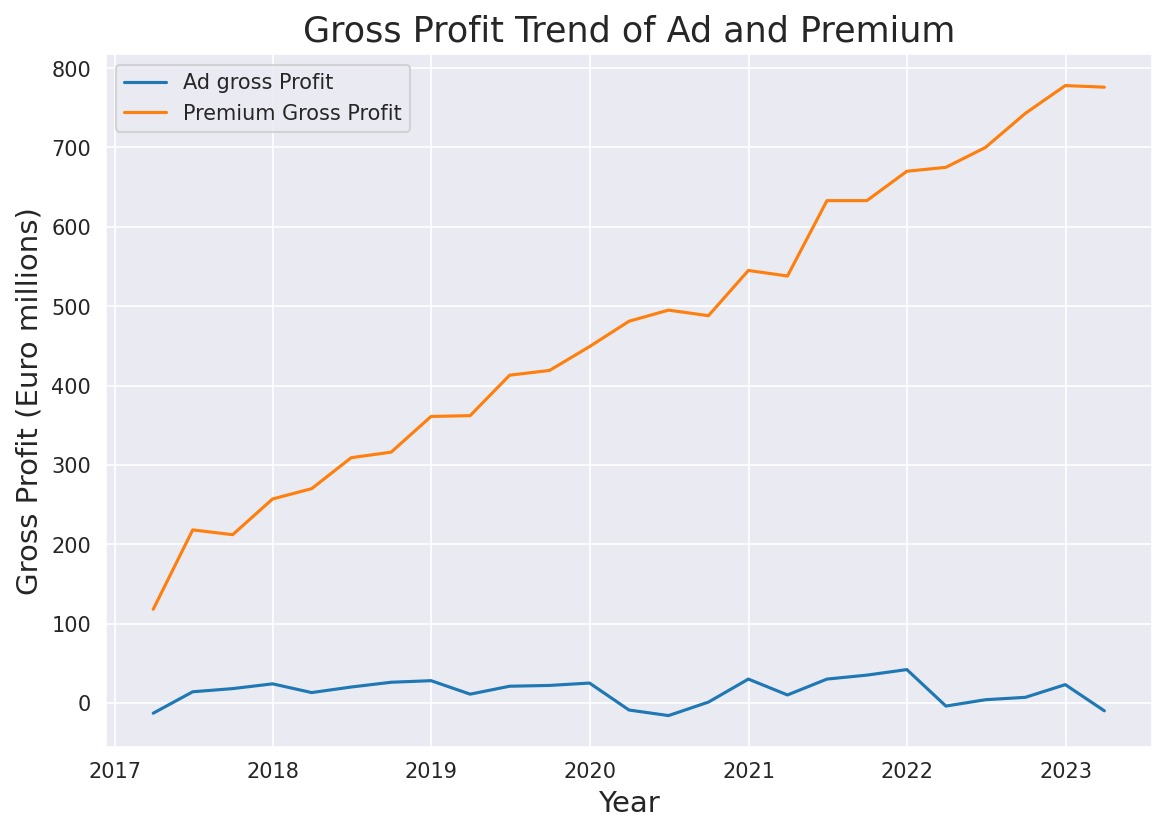 Gross Profit Trend of Ad and Premium
Ad gross Profit
Premium Gross Profit
Gross Profit (Euro millions)
800
700
600
500
400
300
200
100
0
2017 2018 2019 2020 2021 2022 2023
Year